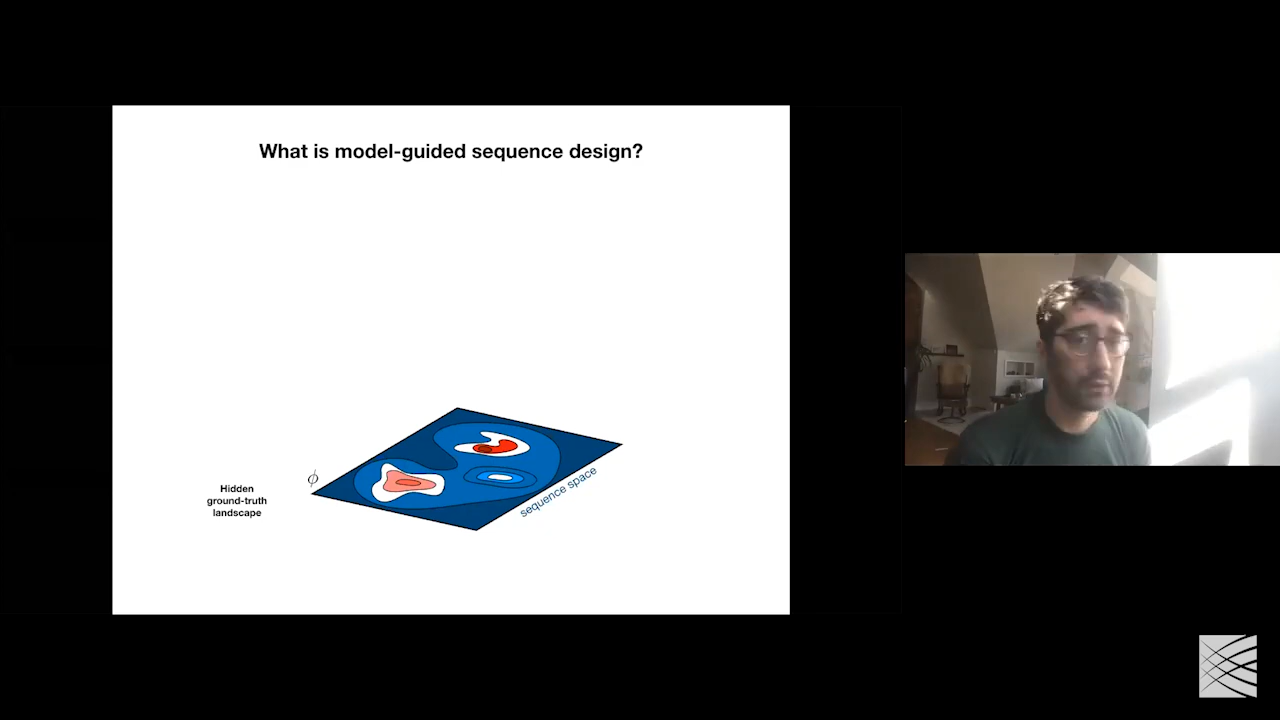 What is model-guided sequence design?
ϕ
Hidden
ground-truth
landscape
sequence space